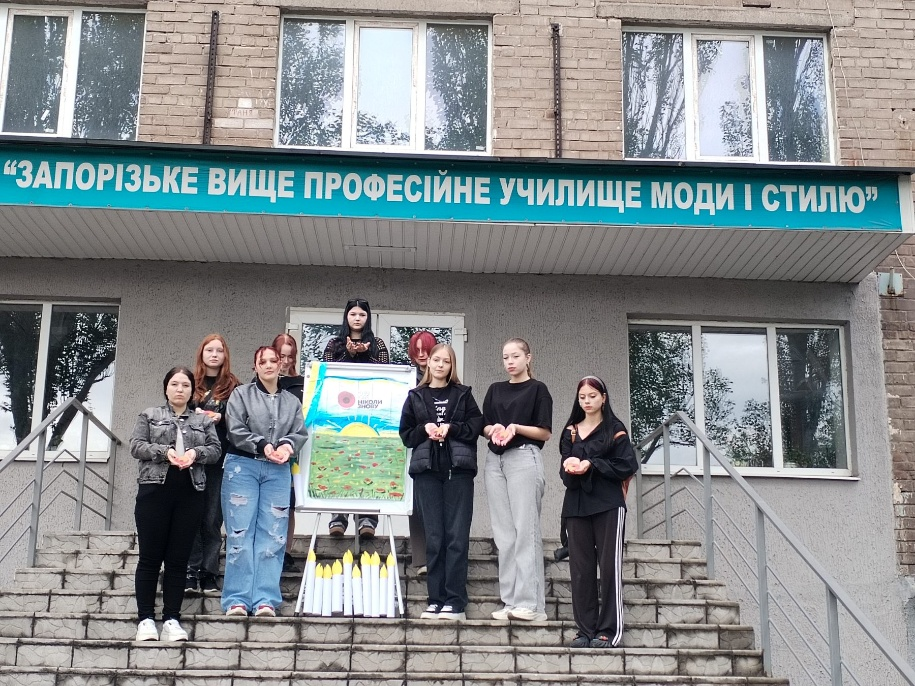 “ЗАПОРІЗЬКЕ ВИЩЕ ПРОФЕСІЙНЕ УЧИЛИЩЕ МОДИ І СТИЛЮ”
НІКОЛИ
ЗНОВУ